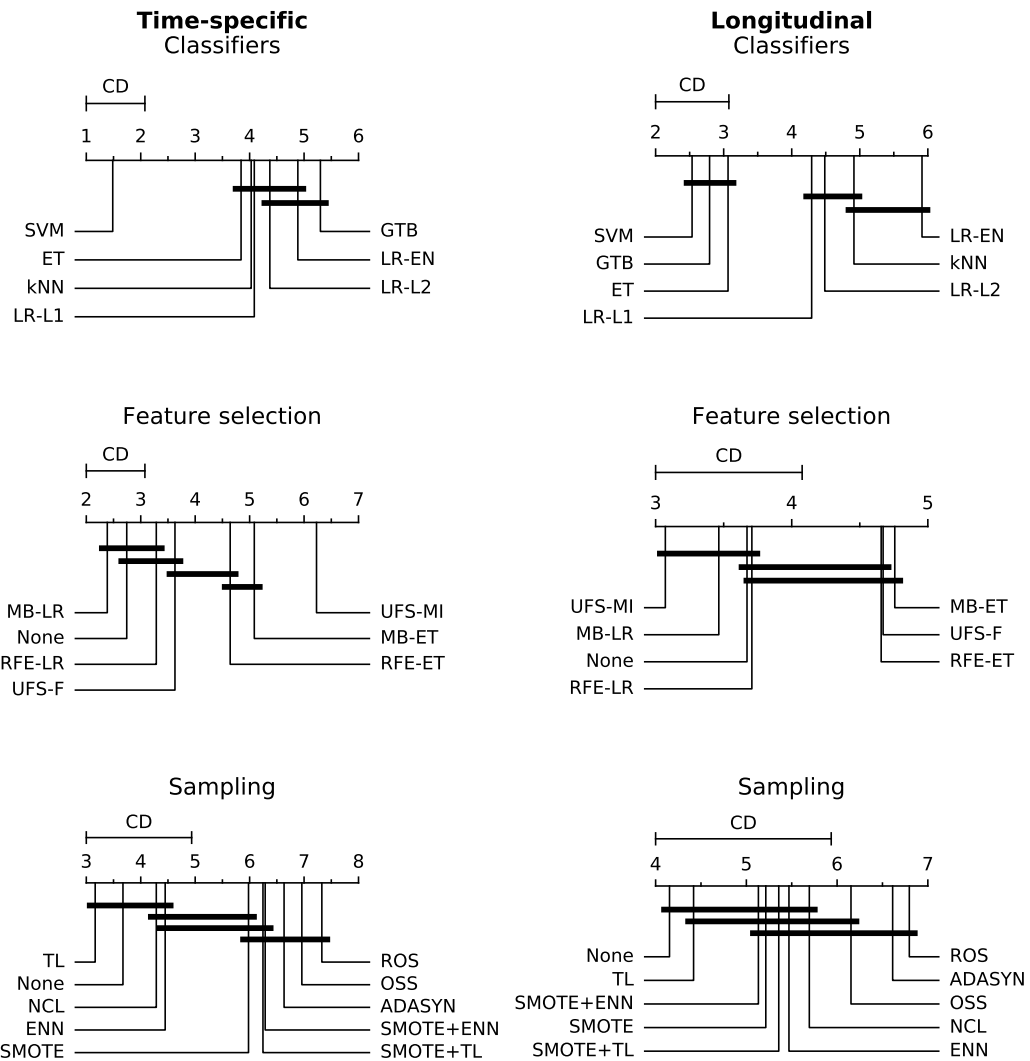 Time-specific
Classifiers
CD
1 2 3 4 5 6
SVM GTB
ET LR-EN
kNN LR-L2
LR-L1
Longitudinal
Classifiers
CD
2 3 4 5 6
SVM LR-EN
GTB kNN
ET LR-L2
LR-L1
Feature selection
CD
2 3 4 5 6 7
MB-LR UFS-MI
None MB-ET
RFE-LR RFE-ET
UFS-F
Feature selection
CD
3 4 5
UFS-MI MB-ET
MB-LR UFS-F
None RFE-ET
RFE-LR
Sampling
CD
3 4 5 6 7 8
TL ROS
None OSS
NCL ADASYN
ENN SMOTE+ENN
SMOTE SMOTE+TL
Sampling
CD
4 5 6 7
None ROS
TL ADASYN
SMOTE+ENN OSS
SMOTE NCL
SMOTE+TL ENN